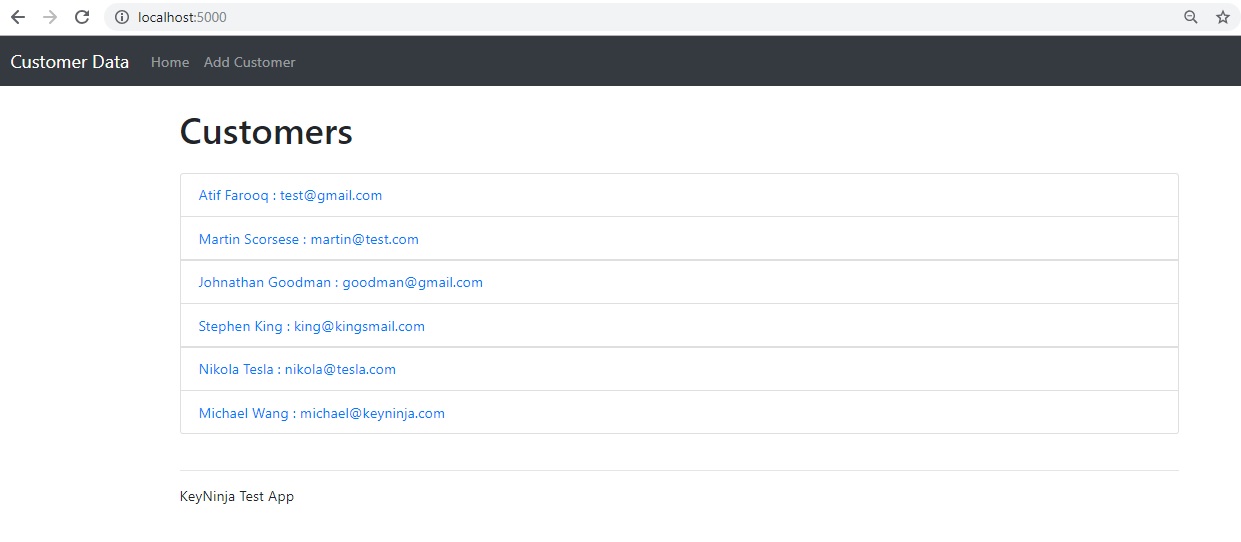 localhost:5000
Customer Data Home Add Customer
Customers
Atif Farooq : test@gmail.com
Martin Scorsese : martin@test.com
Johnathan Goodman : goodman@gmail.com
Stephen King : king@kingsmail.com
Nikola Tesla : nikola@tesla.com
Michael Wang : michael@keyninja.com
KeyNinja Test App